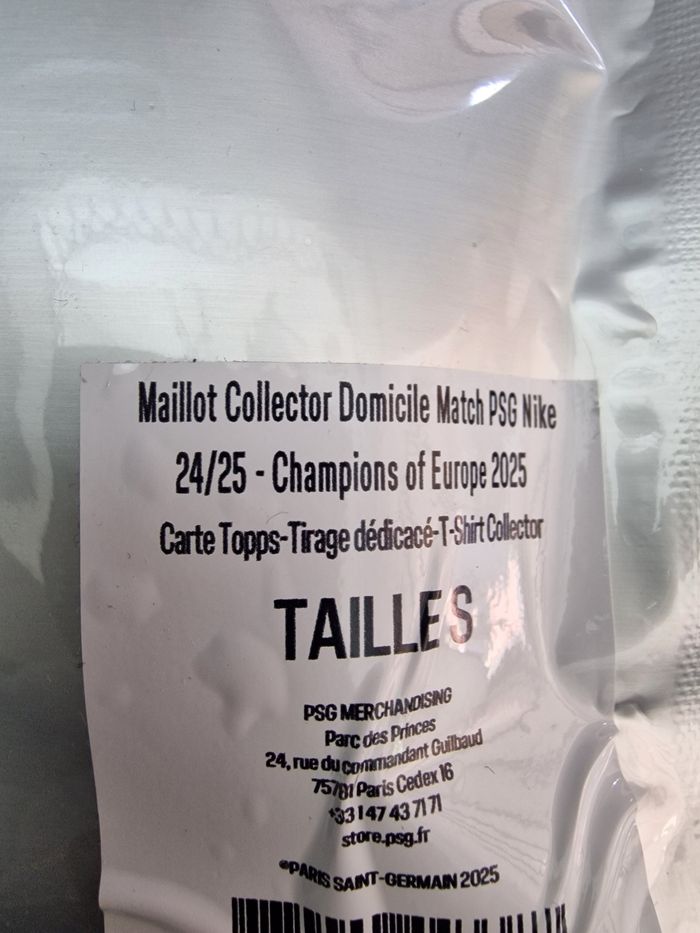 Maillot Collector Domicile Match PSG Nike
24/25 - Champions of Europe 2025
Carte Topps-Tirage dédicacé-T-Shirt Collector
TAILLE S
PSG MERCHANDISING
Parc des Princes
24, rue du commandant Guilbaud
75781 Paris Cedex 16
+33 1 47 43 71 71
store.psg.fr
©PARIS SAINT-GERMAIN 2025